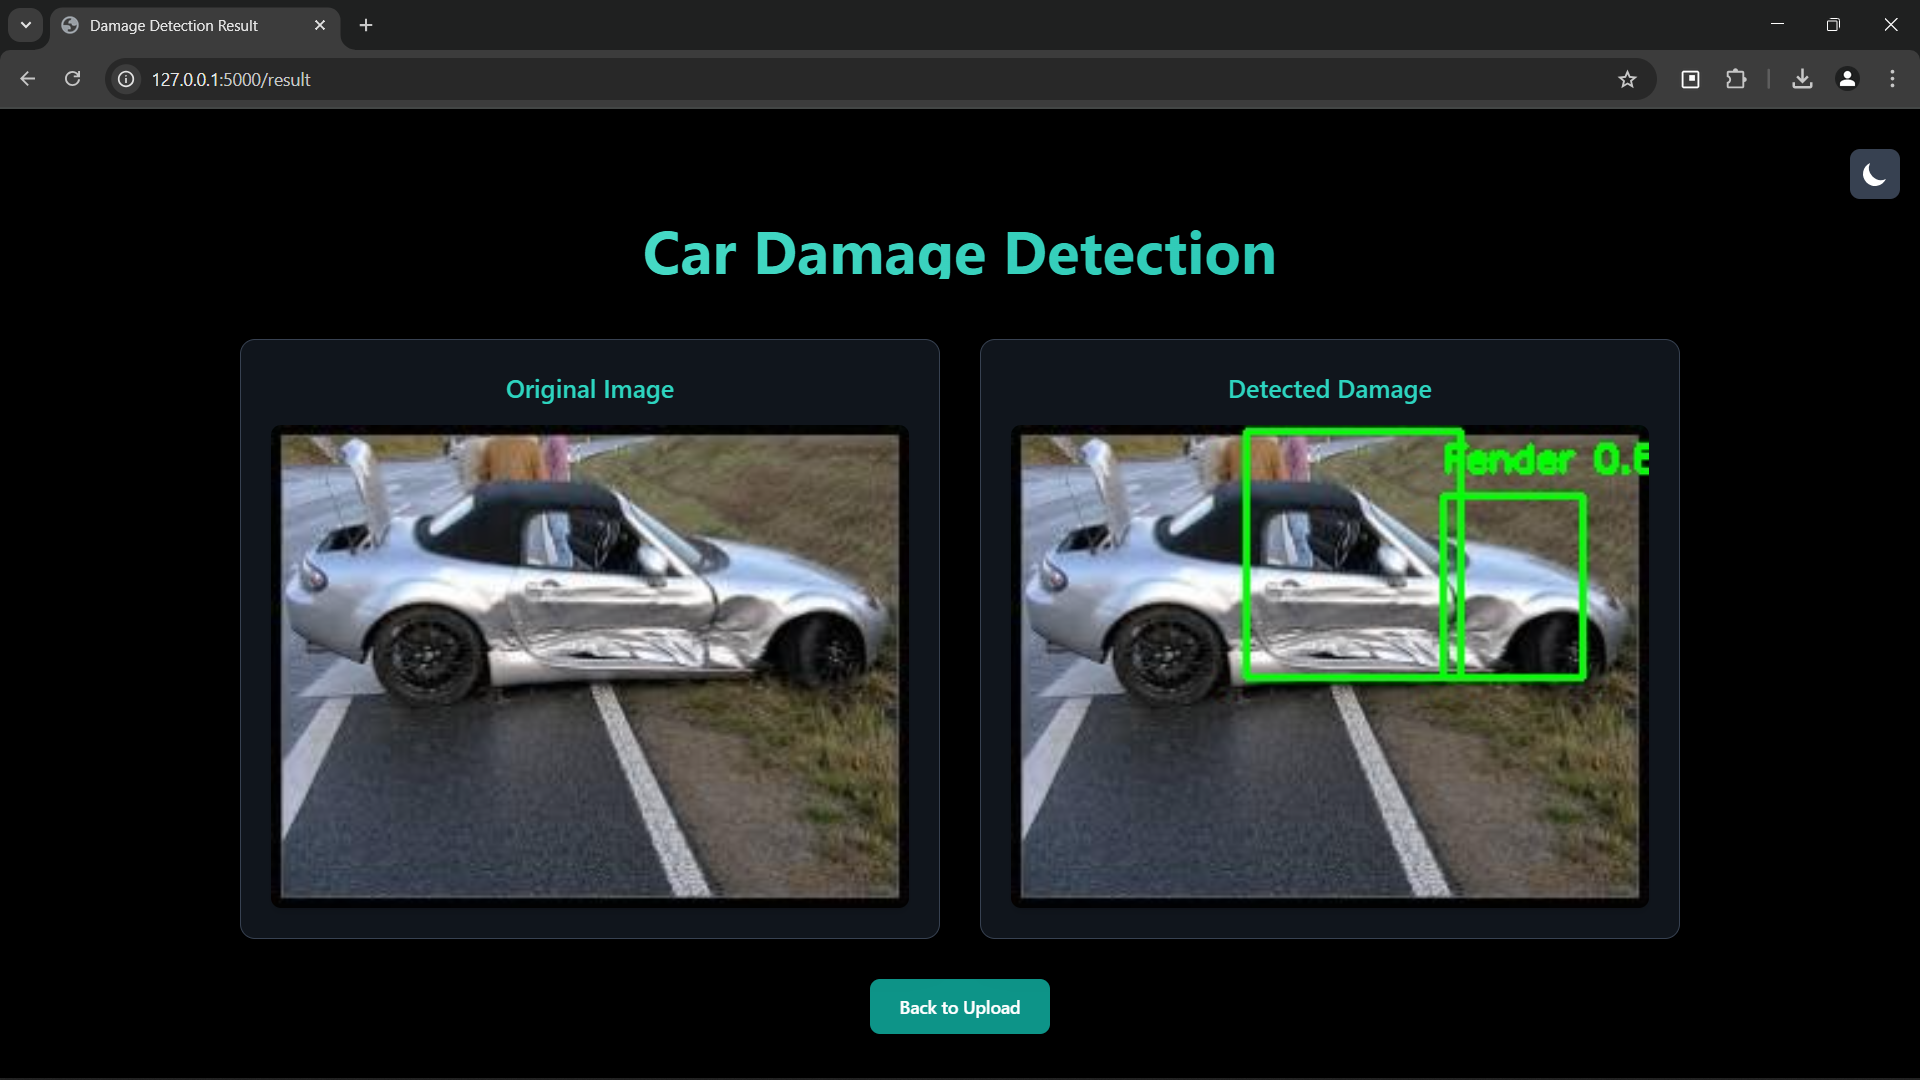 Damage Detection Result
127.0.0.1:5000/result
Car Damage Detection
Original Image
Detected Damage
Fender 0.
Back to Upload